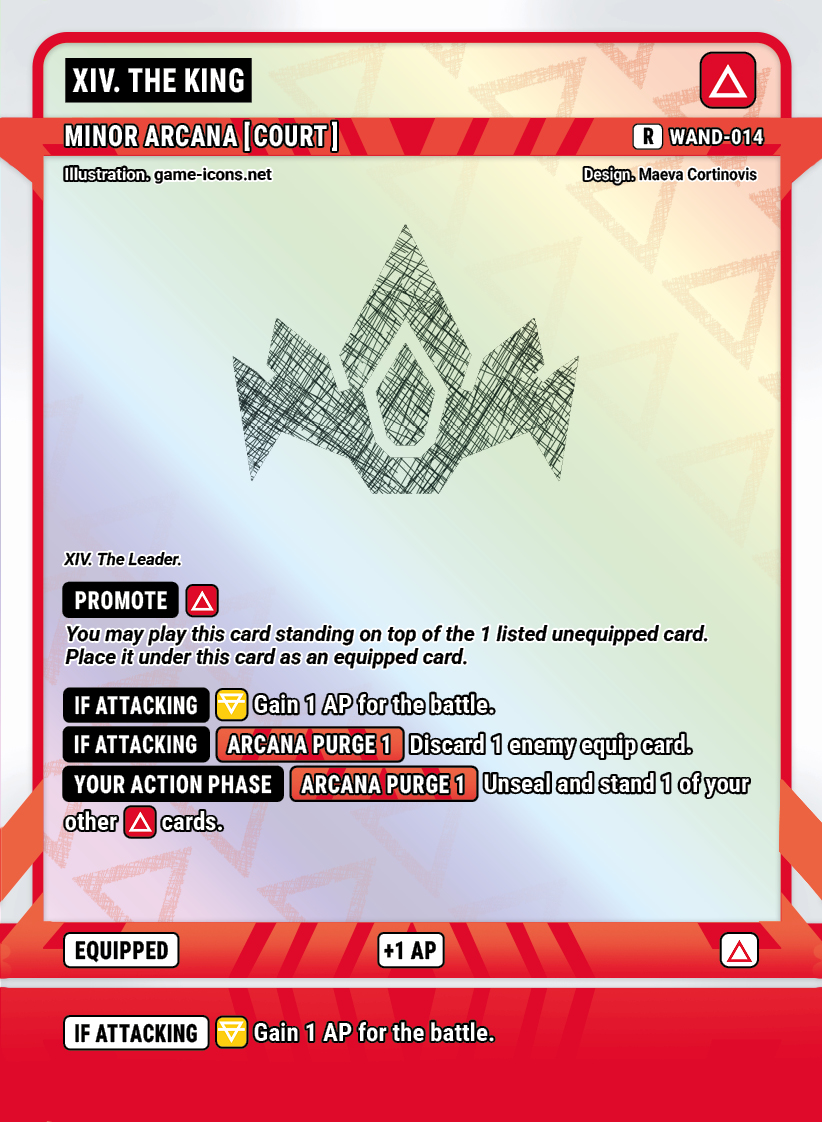 XIV. THE KING
MINOR ARCANA [COURT]
R WAND-014
Illustration. game-icons.net
Design. Maeva Cortinovis
XIV. The Leader.
PROMOTE
You may play this card standing on top of the 1 listed unequipped card.
Place it under this card as an equipped card.
IF ATTACKING Gain 1 AP for the battle.
IF ATTACKING ARCANA PURGE 1 Discard 1 enemy equip card.
YOUR ACTION PHASE ARCANA PURGE 1 Unseal and stand 1 of your
other cards.
EQUIPPED
+1 AP
IF ATTACKING Gain 1 AP for the battle.